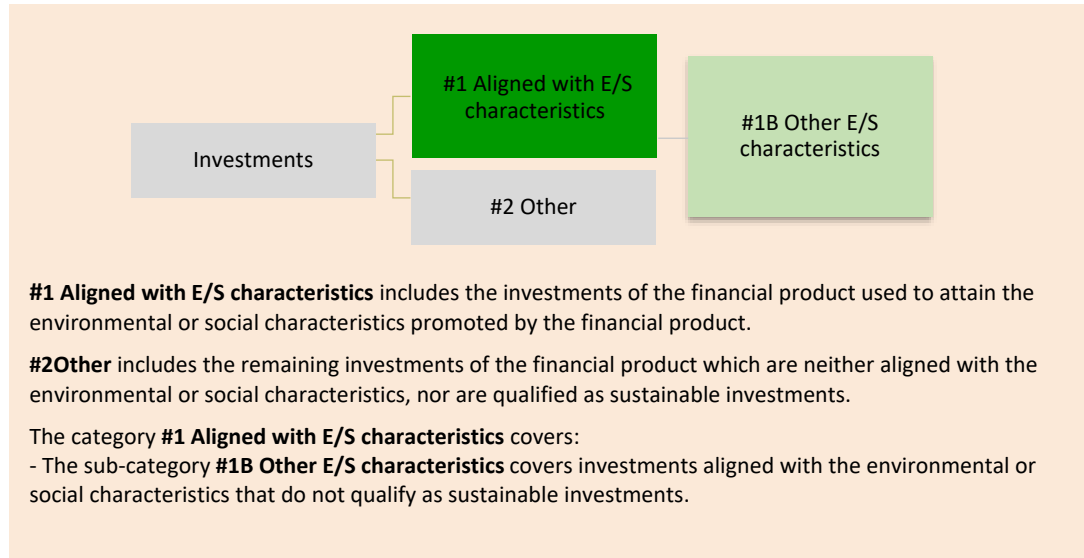 #1 Aligned with E/S
characteristics
#1B Other E/S
characteristics
Investments
#2 Other
#1 Aligned with E/S characteristics includes the investments of the financial product used to attain the
environmental or social characteristics promoted by the financial product.
#2Other includes the remaining investments of the financial product which are neither aligned with the
environmental or social characteristics, nor are qualified as sustainable investments.
The category #1 Aligned with E/S characteristics covers:
- The sub-category #1B Other E/S characteristics covers investments aligned with the environmental or
social characteristics that do not qualify as sustainable investments.